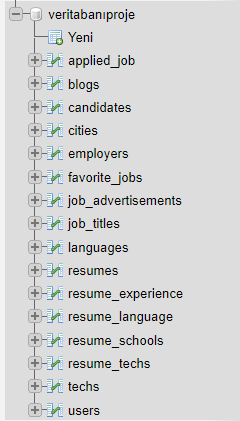 veritabanıproje
Yeni
applied_job
blogs
candidates
cities
employers
favorite_jobs
job_advertisements
job_titles
languages
resumes
resume_experience
resume_language
resume_schools
resume_techs
techs
users